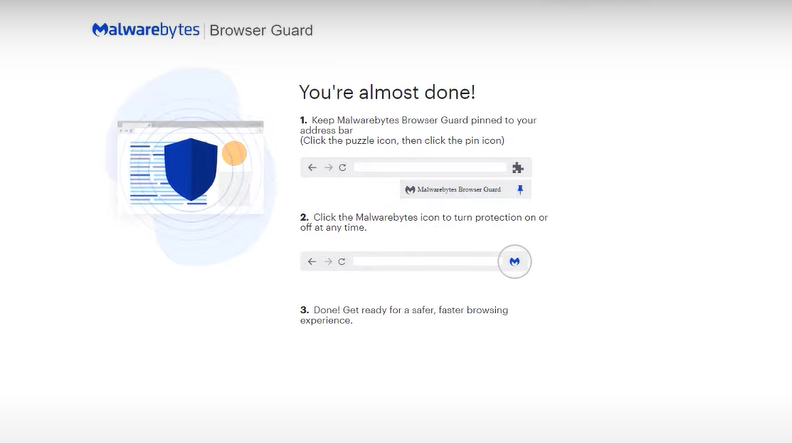 Malwarebytes | Browser Guard
You're almost done!
1. Keep Malwarebytes Browser Guard pinned to your
address bar
(Click the puzzle icon, then click the pin icon)
Malwarebytes Browser Guard
2. Click the Malwarebytes icon to turn protection on or
off at any time.
3. Done! Get ready for a safer, faster browsing
experience.